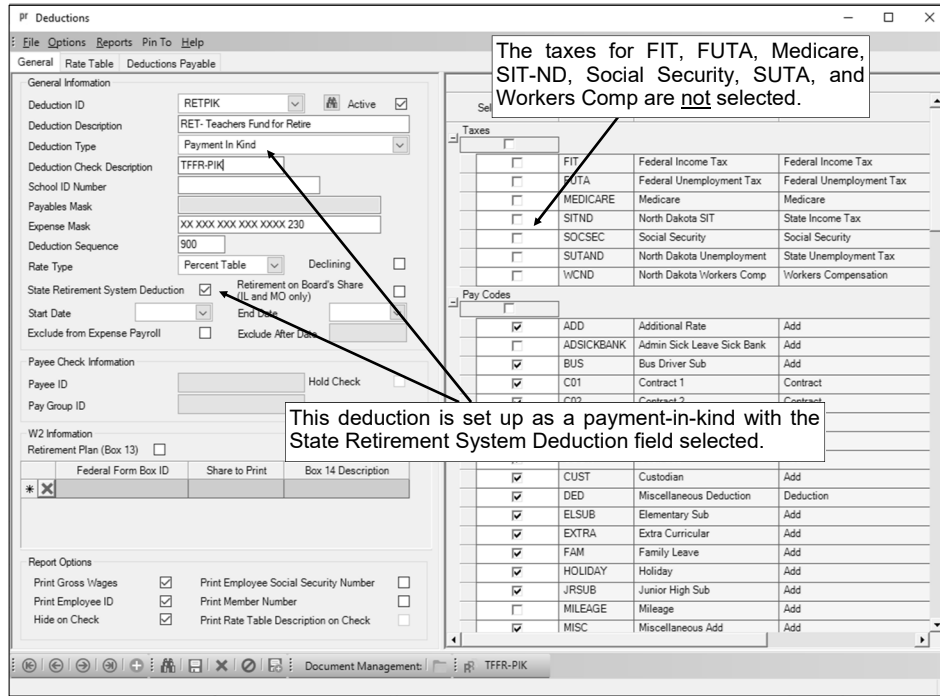 pr Deductions
File Options Reports Pin To Help
General Rate Table Deductions Payable
The taxes for FIT, FUTA, Medicare,
SIT-ND, Social Security, SUTA, and
Workers Comp are not selected.
General Information
Deduction ID RETPIK Active
Deduction Description RET- Teachers Fund for Retire
Deduction Type Payment In Kind
Deduction Check Description TFFR-PIK
School ID Number
Payables Mask
Expense Mask XX XXX XXX XXX XXXX 230
Deduction Sequence 900
Rate Type Percent Table Declining
State Retirement System Deduction Retirement on Board's Share
(IL and MO only)
Start Date End Date
Exclude from Expense Payroll Exclude After Date
Payee Check Information
Payee ID Hold Check
Pay Group ID
This deduction is set up as a payment-in-kind with the
State Retirement System Deduction field selected.
W2 Information
Retirement Plan (Box 13)
Federal Form Box ID Share to Print Box 14 Description
Report Options
Print Gross Wages Print Employee Social Security Number
Print Employee ID Print Member Number
Hide on Check Print Rate Table Description on Check
Taxes
FIT Federal Income Tax Federal Income Tax
FUTA Federal Unemployment Tax Federal Unemployment Tax
MEDICARE Medicare Medicare
SITND North Dakota SIT State Income Tax
SOCSEC Social Security Social Security
SUTAND North Dakota Unemployment State Unemployment Tax
WCND North Dakota Workers Comp Workers Compensation
Pay Codes
ADD Additional Rate Add
ADSICKBANK Admin Sick Leave Sick Bank Add
BUS Bus Driver Sub Add
C01 Contract 1 Contract
C02 Contract 2 Contract
CUST Custodian Add
DED Miscellaneous Deduction Deduction
ELSUB Elementary Sub Add
EXTRA Extra Curricular Add
FAM Family Leave Add
HOLIDAY Holiday Add
JRSUB Junior High Sub Add
MILEAGE Mileage Add
MISC Miscellaneous Add Add
Document Management: pR TFFR-PIK